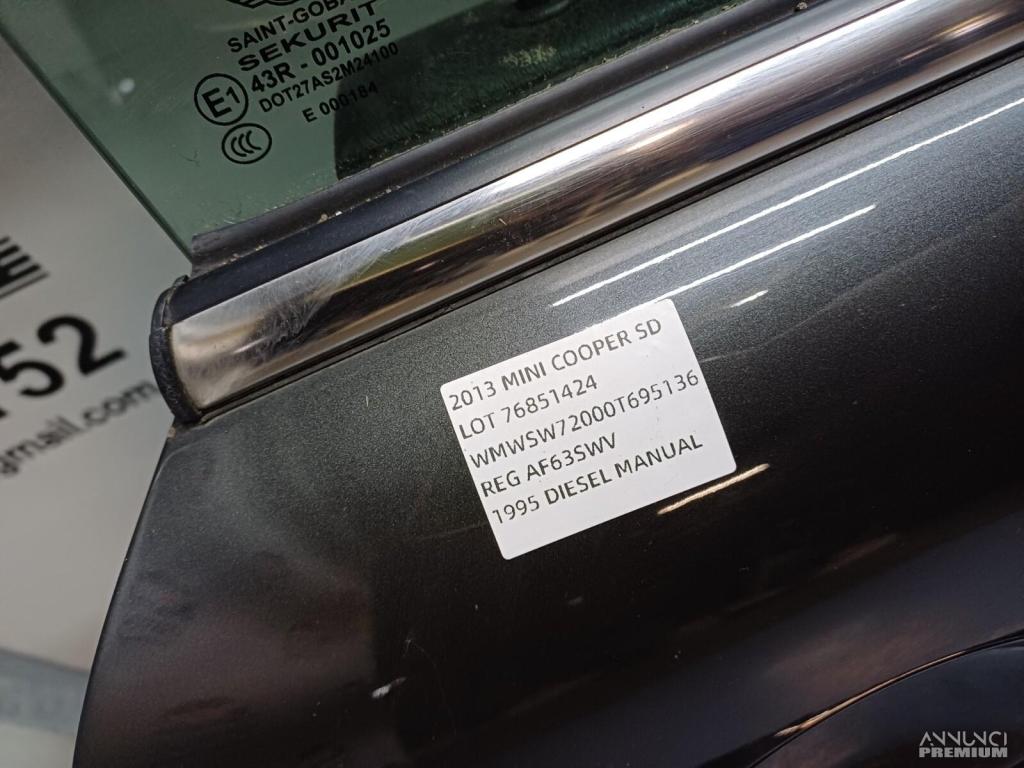 SAINT-GOBA
SEKURIT
43R - 001025
DOT27AS2M24100
E 000184
E1
CCC
E
52
gmail.com
2013 MINI COOPER SD
LOT 76851424
WMWSW72000T695136
REG AF63SWV
1995 DIESEL MANUAL
ANNUNCI
PREMIUM